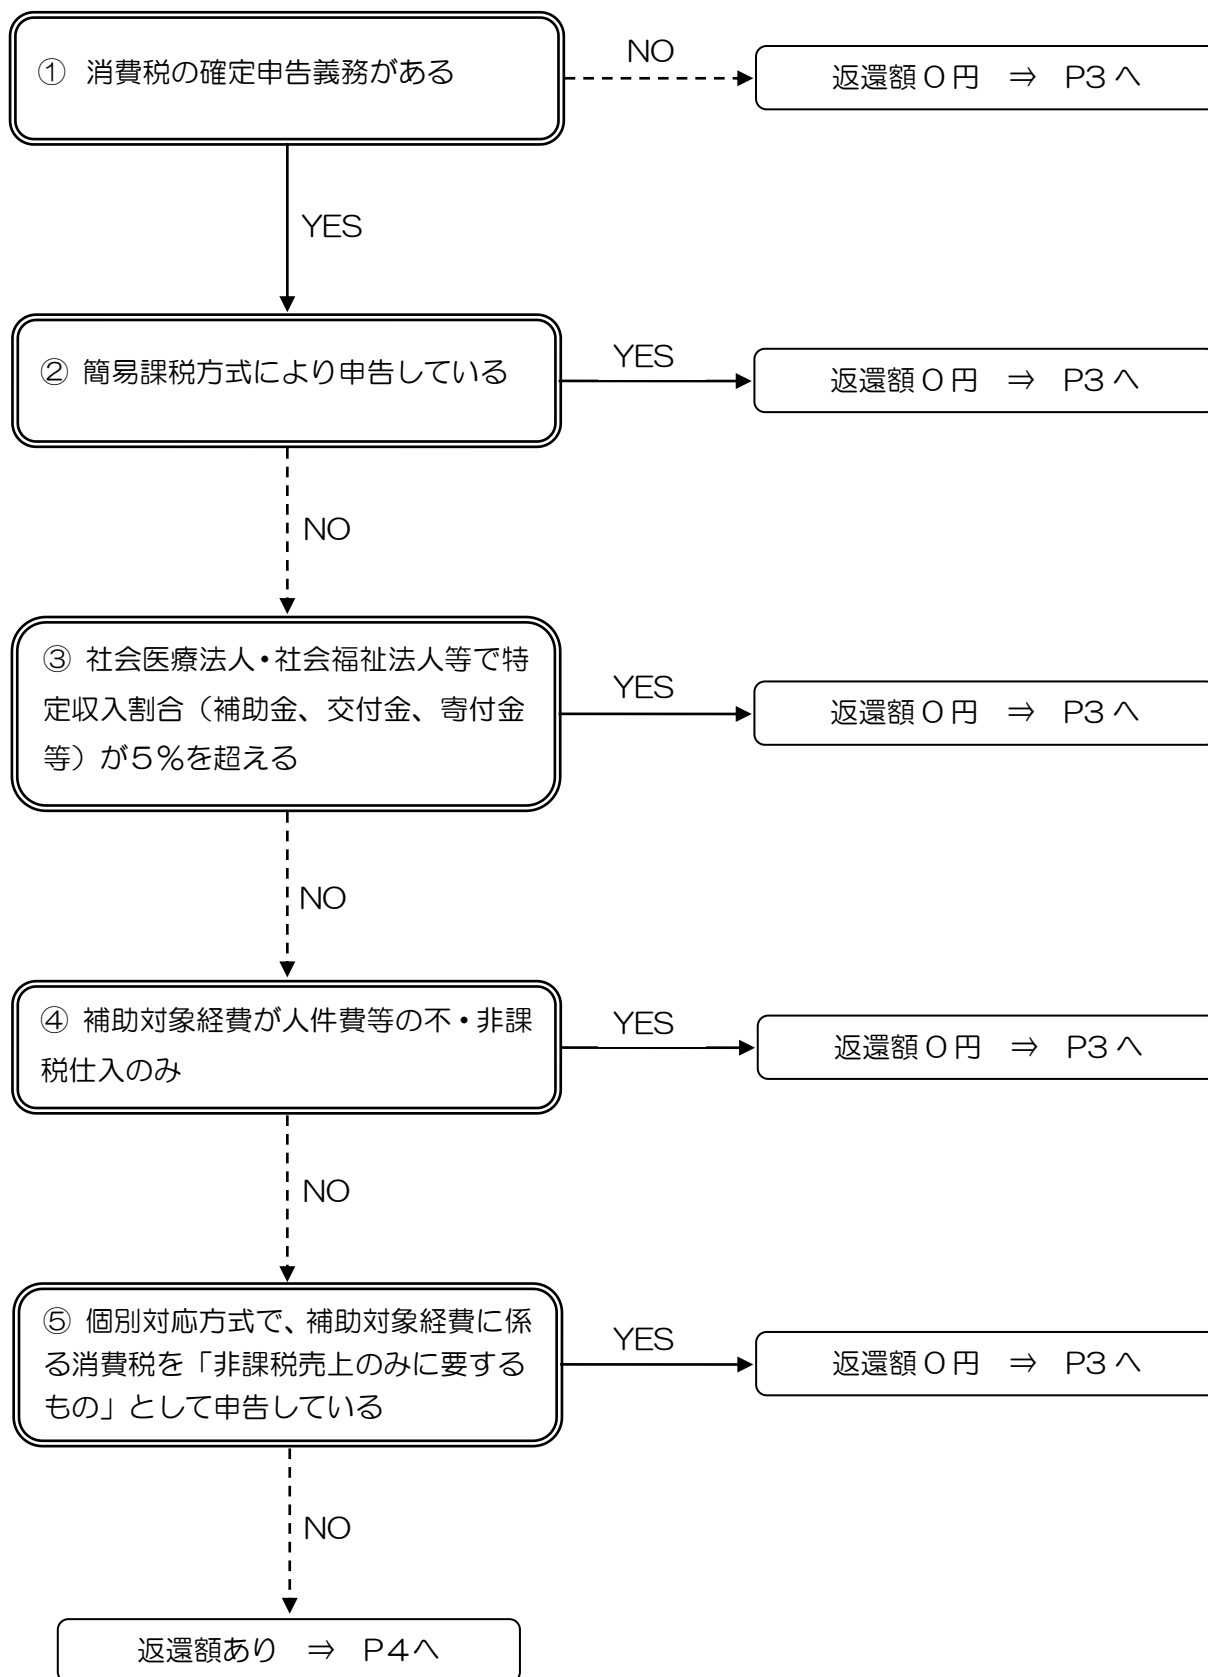 ① 消費税の確定申告義務がある
NO
返還額０円　⇒　P３へ
YES
② 簡易課税方式により申告している
YES
返還額０円　⇒　P３へ
NO
③ 社会医療法人・社会福祉法人等で特
定収入割合（補助金、交付金、寄付金
等）が５％を超える
YES
返還額０円　⇒　P３へ
NO
④ 補助対象経費が人件費等の不・非課
税仕入のみ
YES
返還額０円　⇒　P３へ
NO
⑤ 個別対応方式で、補助対象経費に係
る消費税を「非課税売上のみに要する
もの」として申告している
YES
返還額０円　⇒　P３へ
NO
返還額あり　⇒　P４へ